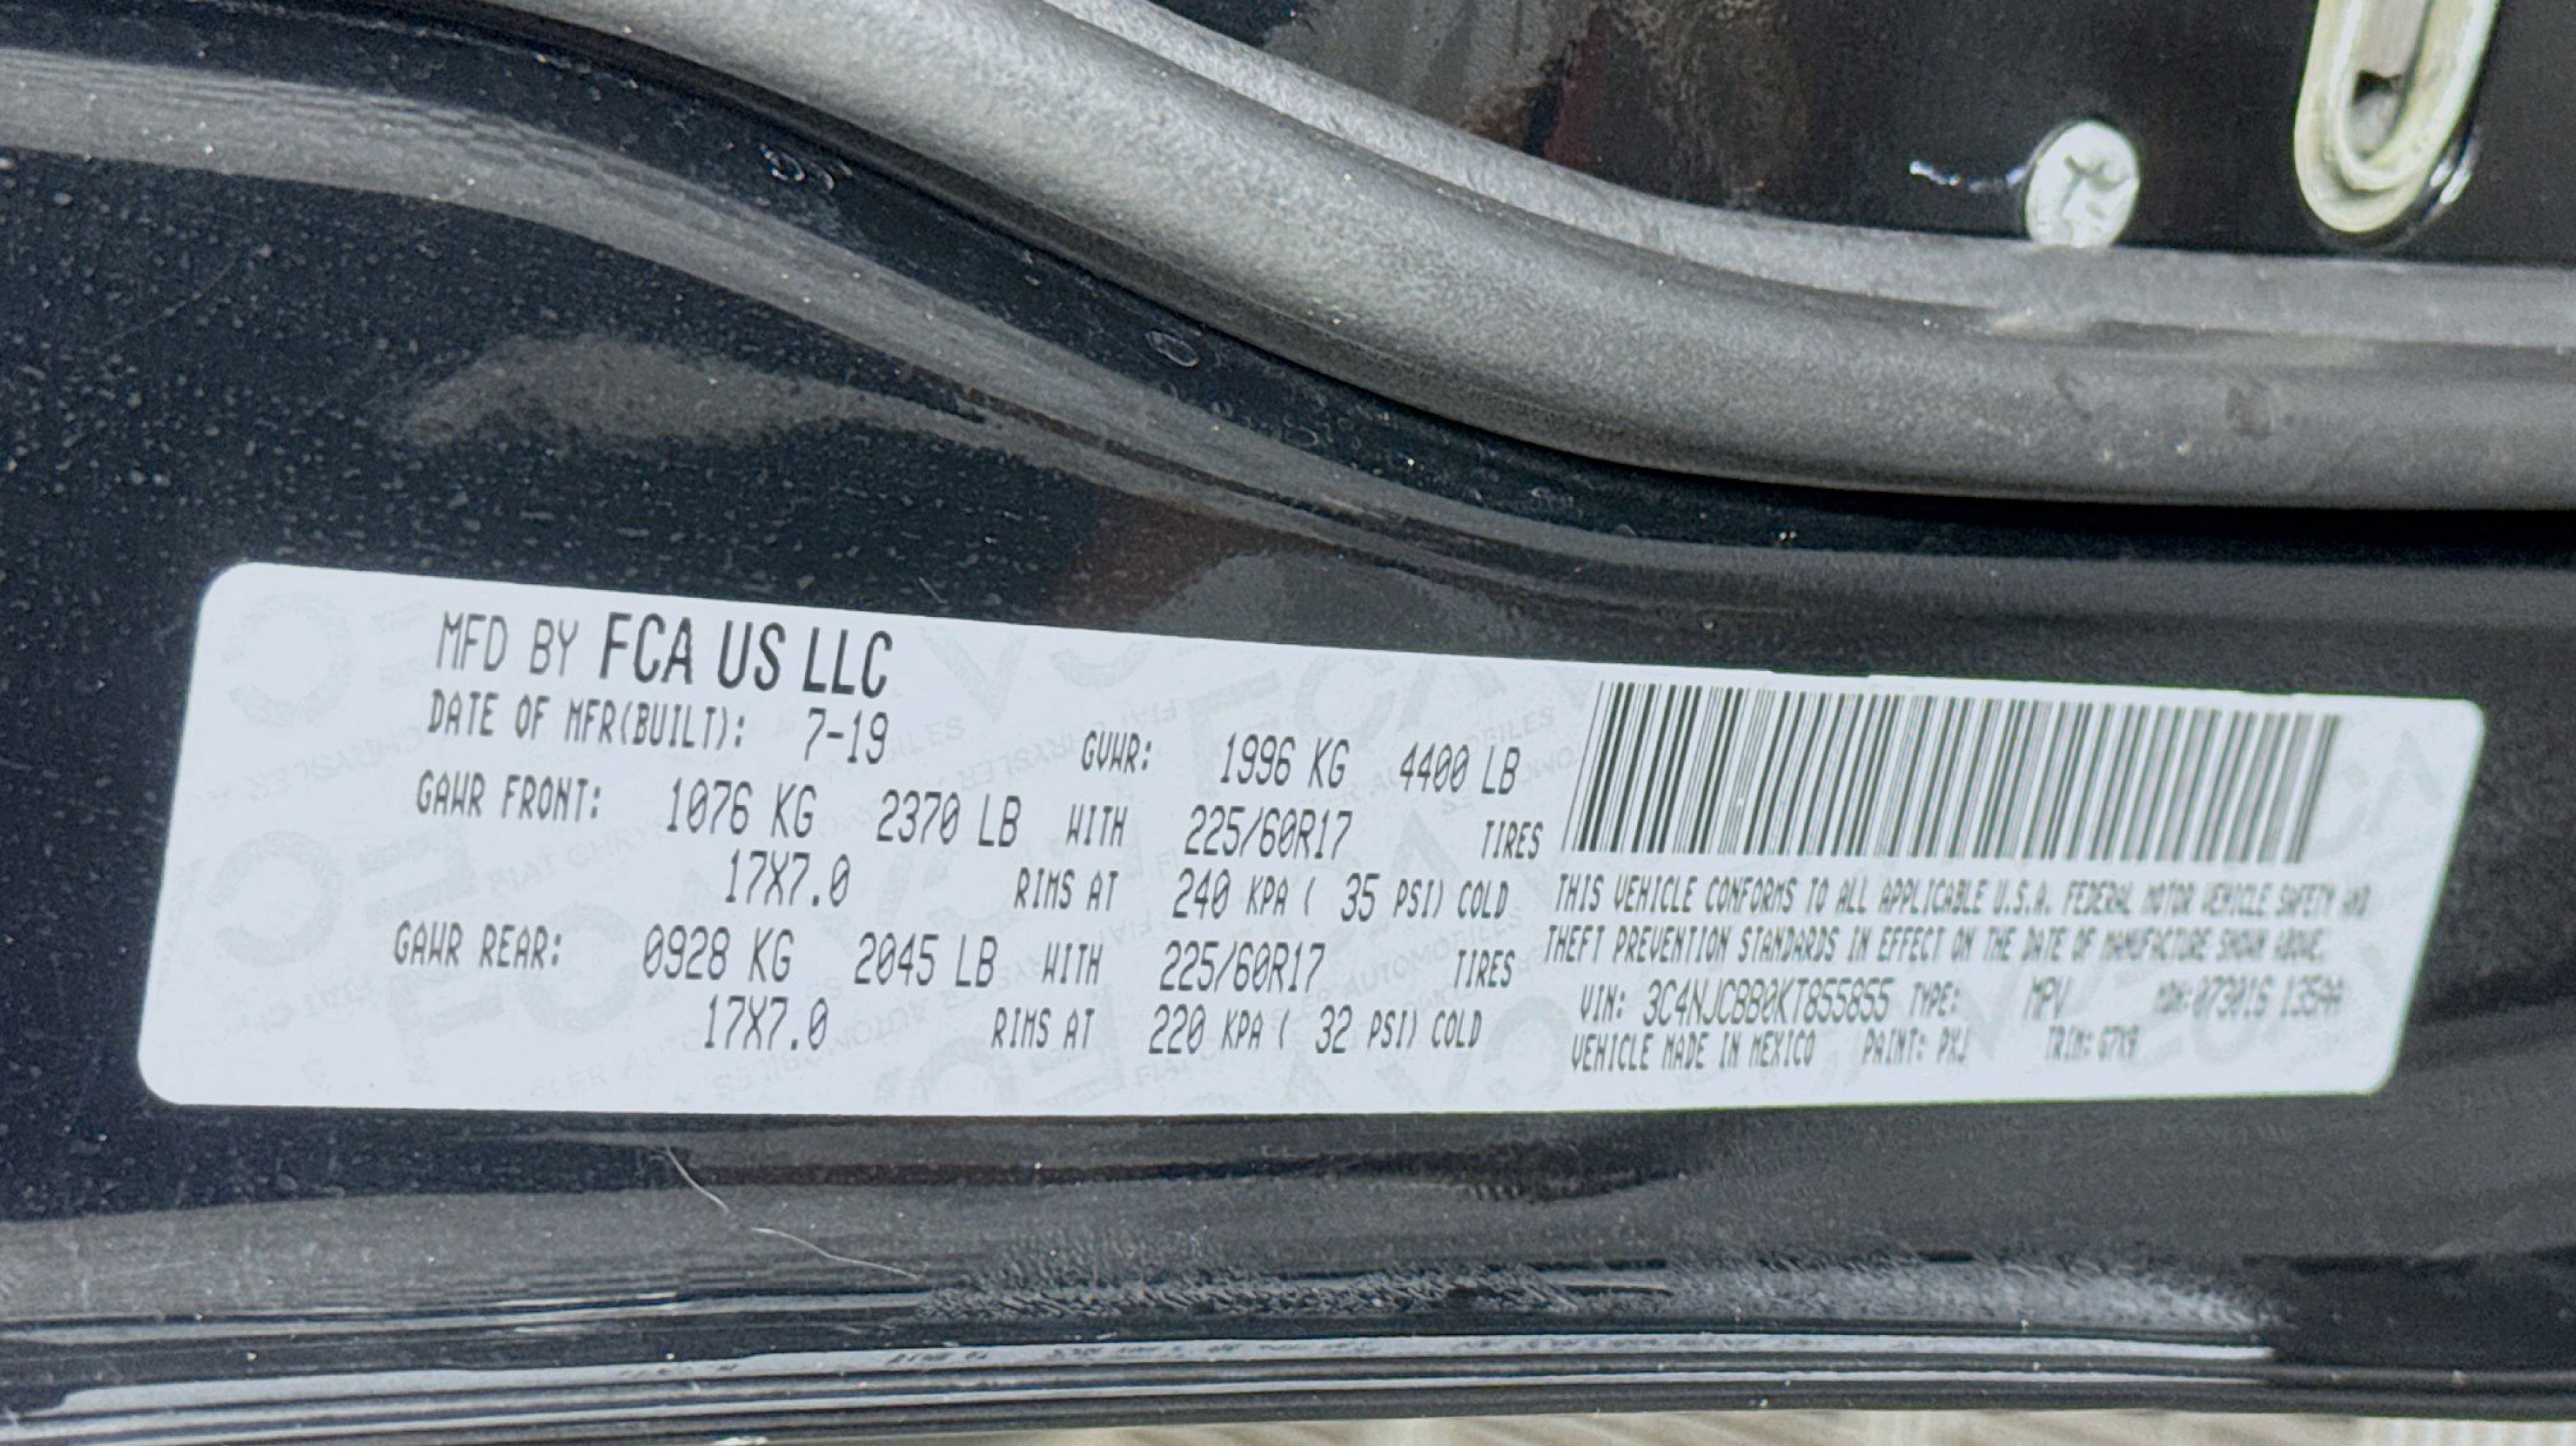 MFD BY FCA US LLC
DATE OF MFR(BUILT): 7-19 GVWR: 1996 KG 4400 LB
GAWR FRONT: 1076 KG 2370 LB WITH 225/60R17 TIRES
17X7.0 RIMS AT 240 KPA ( 35 PSI) COLD
GAWR REAR: 0928 KG 2045 LB WITH 225/60R17 TIRES
17X7.0 RIMS AT 220 KPA ( 32 PSI) COLD
THIS VEHICLE CONFORMS TO ALL APPLICABLE U.S.A. FEDERAL MOTOR VEHICLE SAFETY AND
THEFT PREVENTION STANDARDS IN EFFECT ON THE DATE OF MANUFACTURE SHOWN ABOVE.
VIN: 3C4NJCBB0KT855855 TYPE: MPV MDH: 073016 135AA
VEHICLE MADE IN MEXICO PAINT: PXJ TRIM: